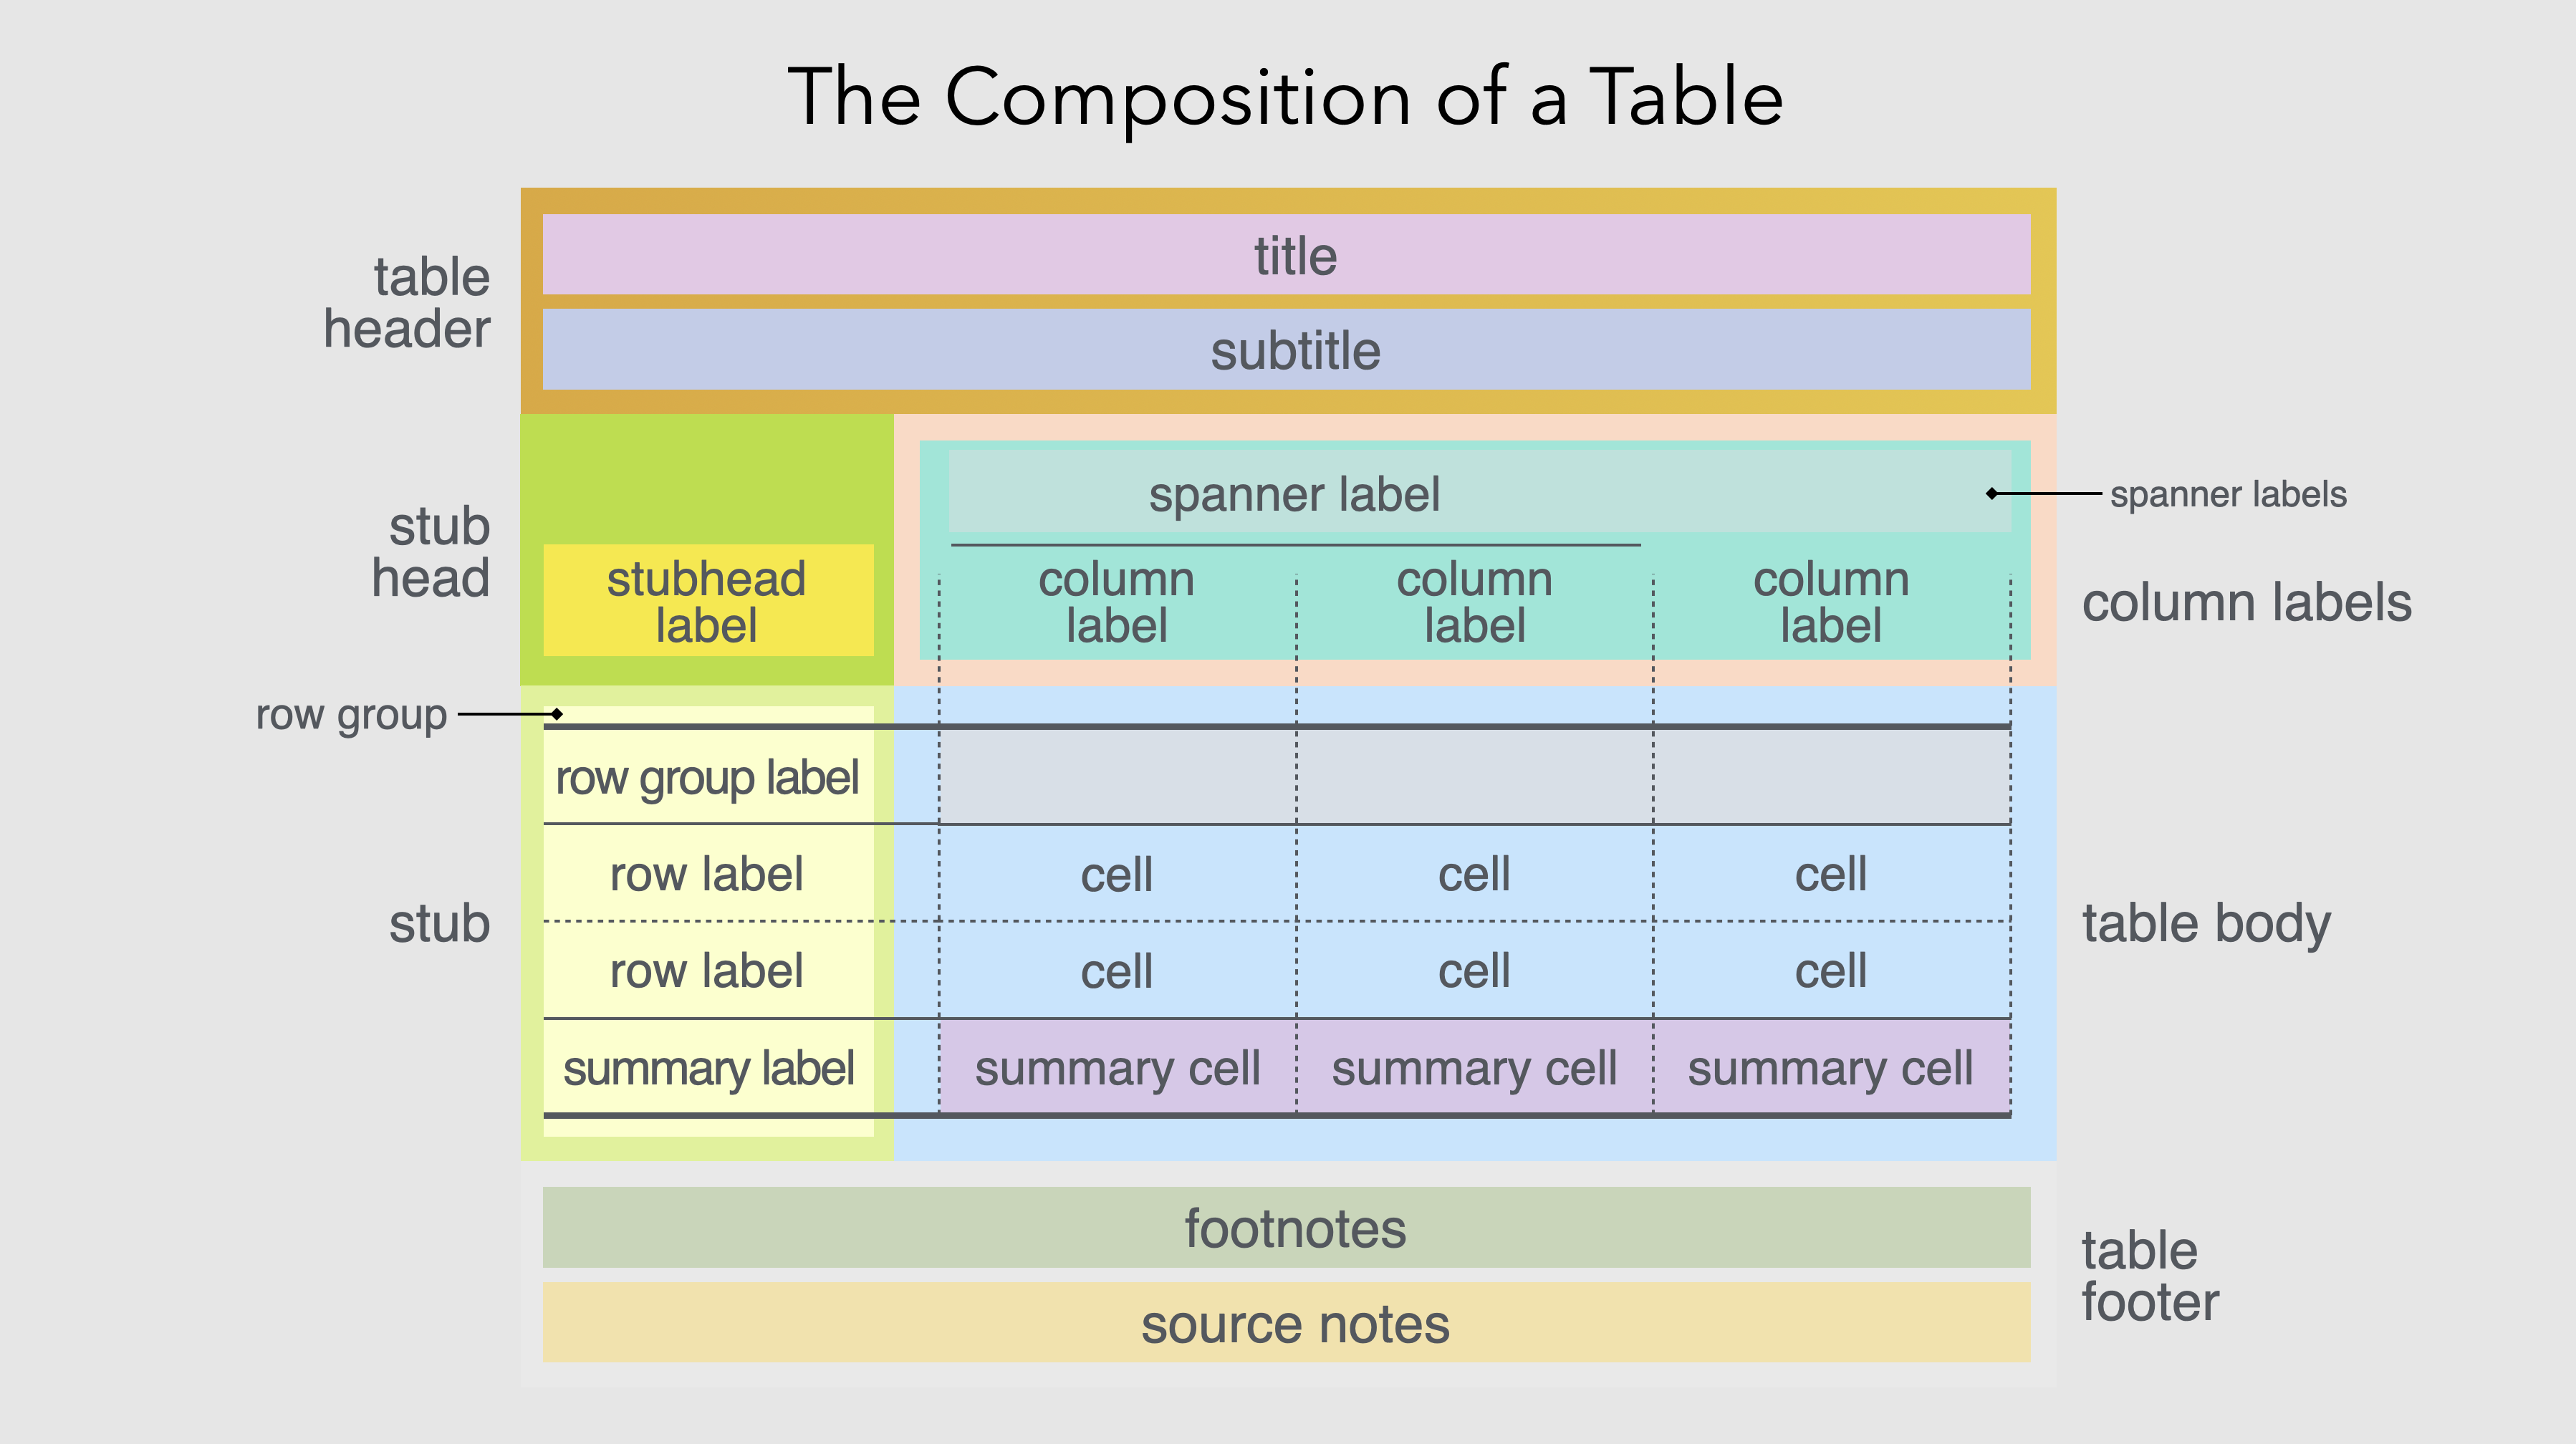 The Composition of a Table
table
header
title
subtitle
stub
head
stubhead
label
spanner label
spanner labels
column
label
column
label
column
label
column labels
row group
row group label
stub
row label
cell
cell
cell
row label
cell
cell
cell
table body
summary label
summary cell
summary cell
summary cell
footnotes
source notes
table
footer